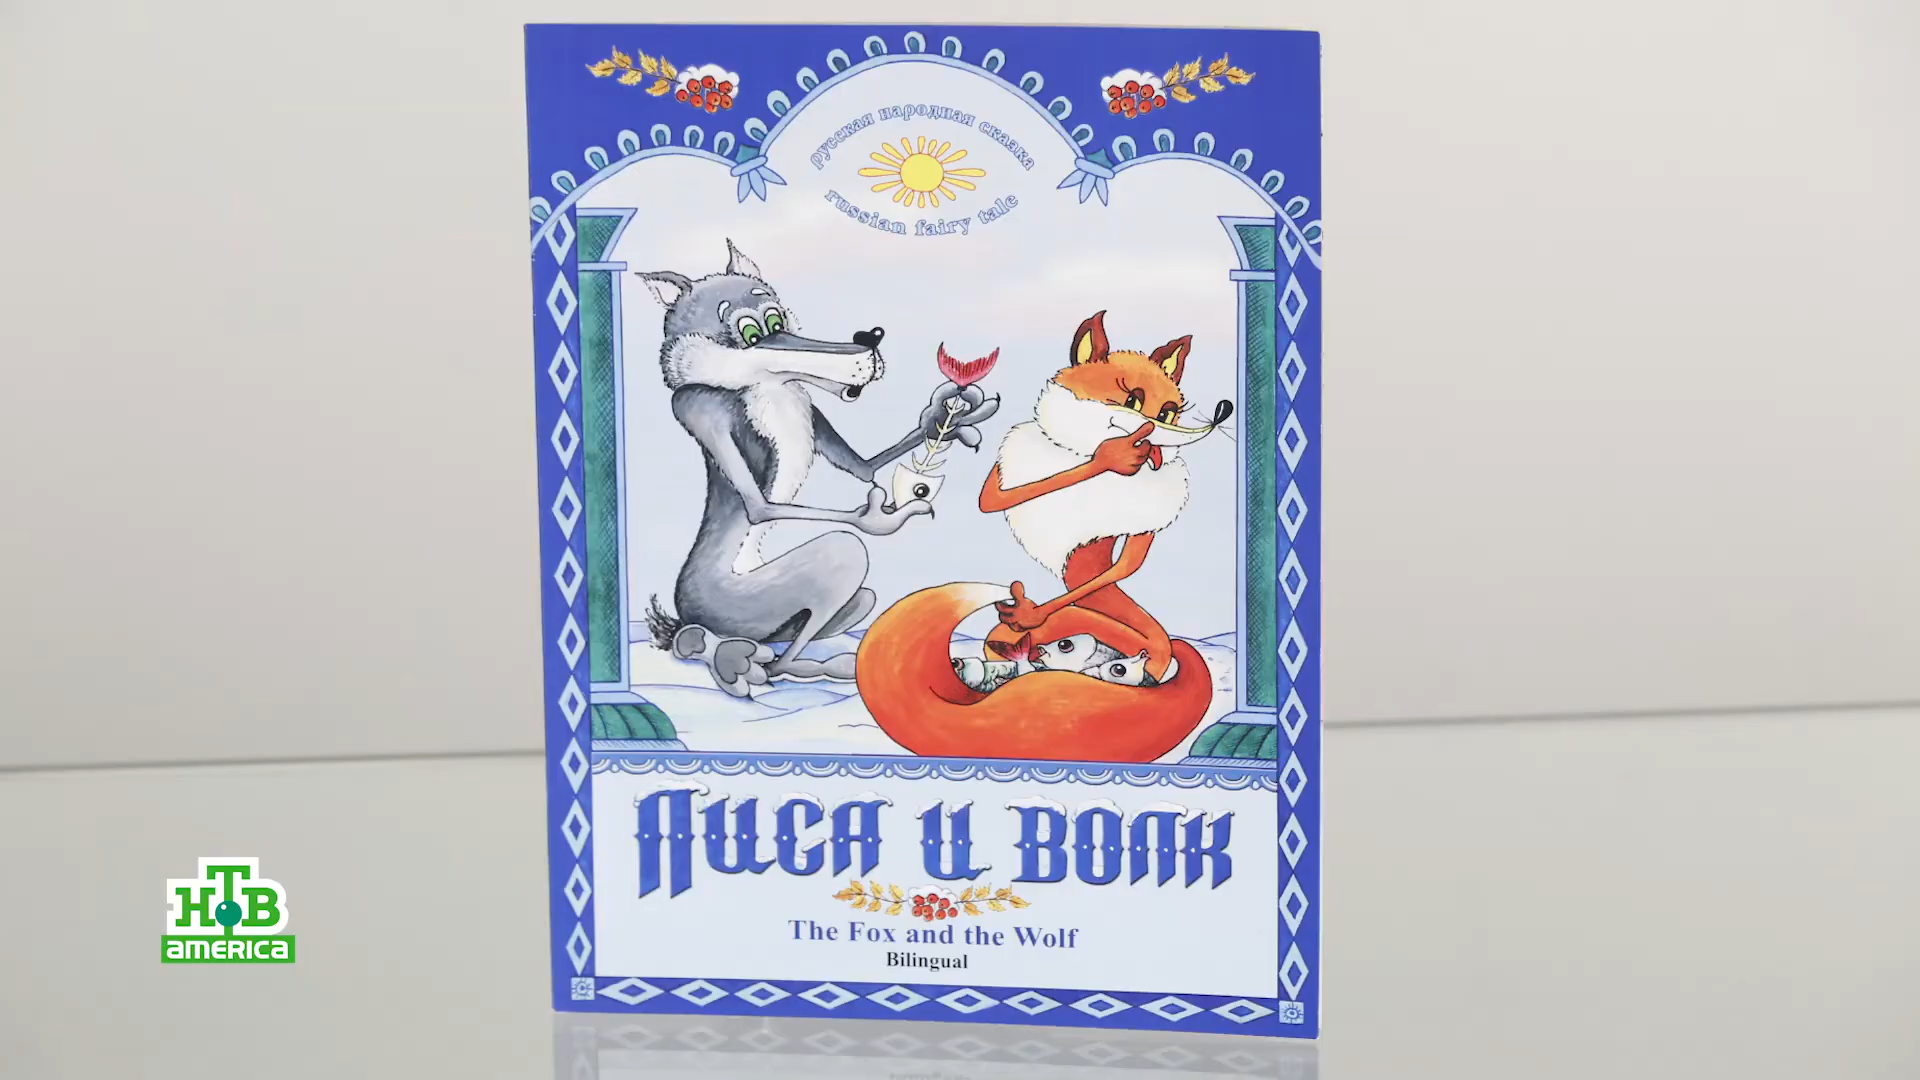 русская народная сказка
russian fairy tale
Лиса и волк
The Fox and the Wolf
Bilingual
НТВ
america